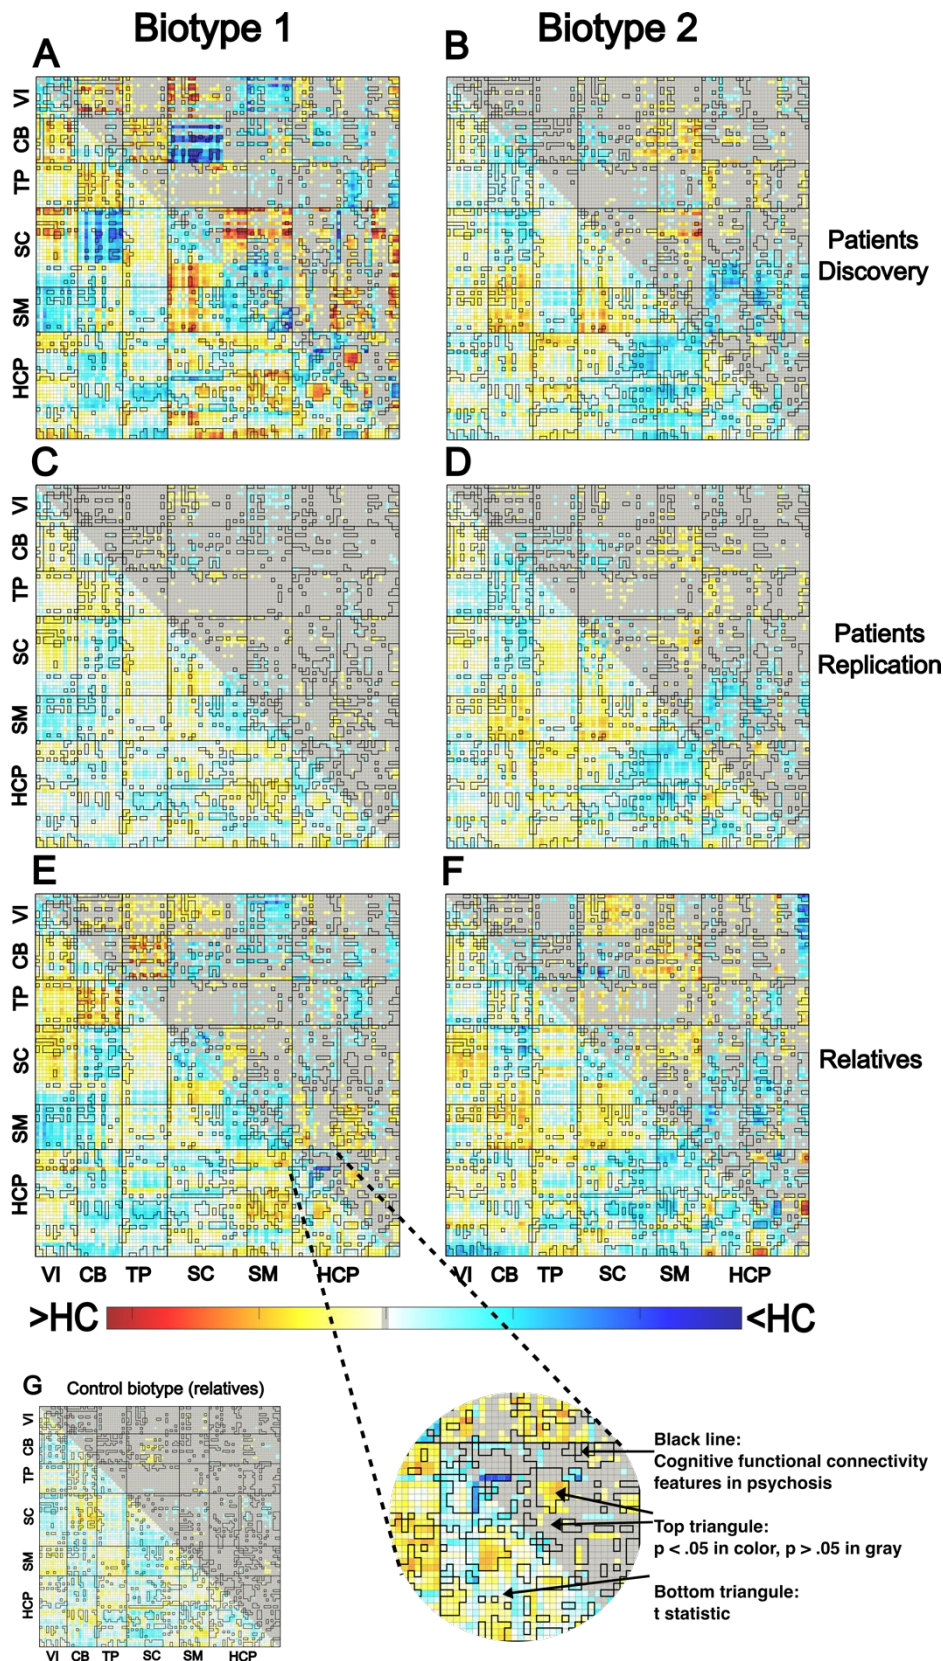 Biotype 1
Biotype 2
A
B
VI
CB
TP
SC
SM
HCP
Patients
Discovery
C
D
VI
CB
TP
SC
SM
HCP
Patients
Replication
E
F
VI
CB
TP
SC
SM
HCP
Relatives
VI CB TP SC SM HCP
VI CB TP SC SM HCP
>HC
<HC
G
Control biotype (relatives)
VI
CB
TP
SC
SM
HCP
VI CB TP SC SM HCP
Black line:
Cognitive functional connectivity
features in psychosis
Top triangule:
p < .05 in color, p > .05 in gray
Bottom triangule:
t statistic